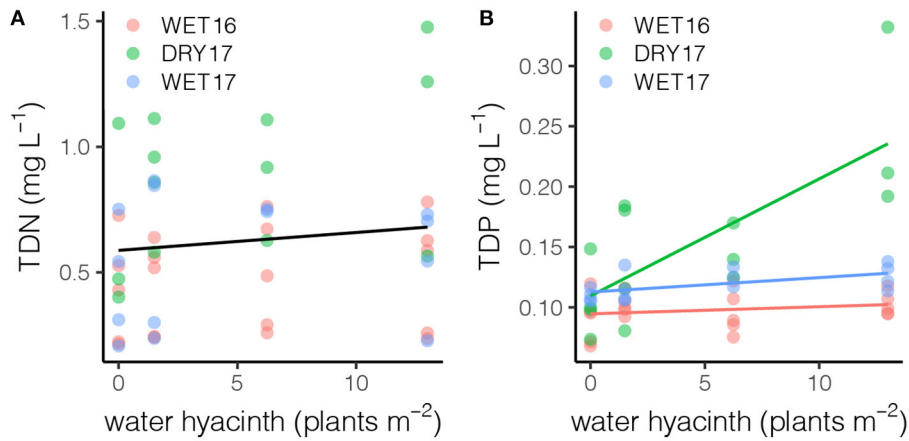 A
WET16
DRY17
WET17
1.5
1.0
0.5
TDN (mg L⁻¹)
0 5 10
water hyacinth (plants m⁻²)
B
WET16
DRY17
WET17
0.30
0.25
0.20
0.15
0.10
TDP (mg L⁻¹)
0 5 10
water hyacinth (plants m⁻²)